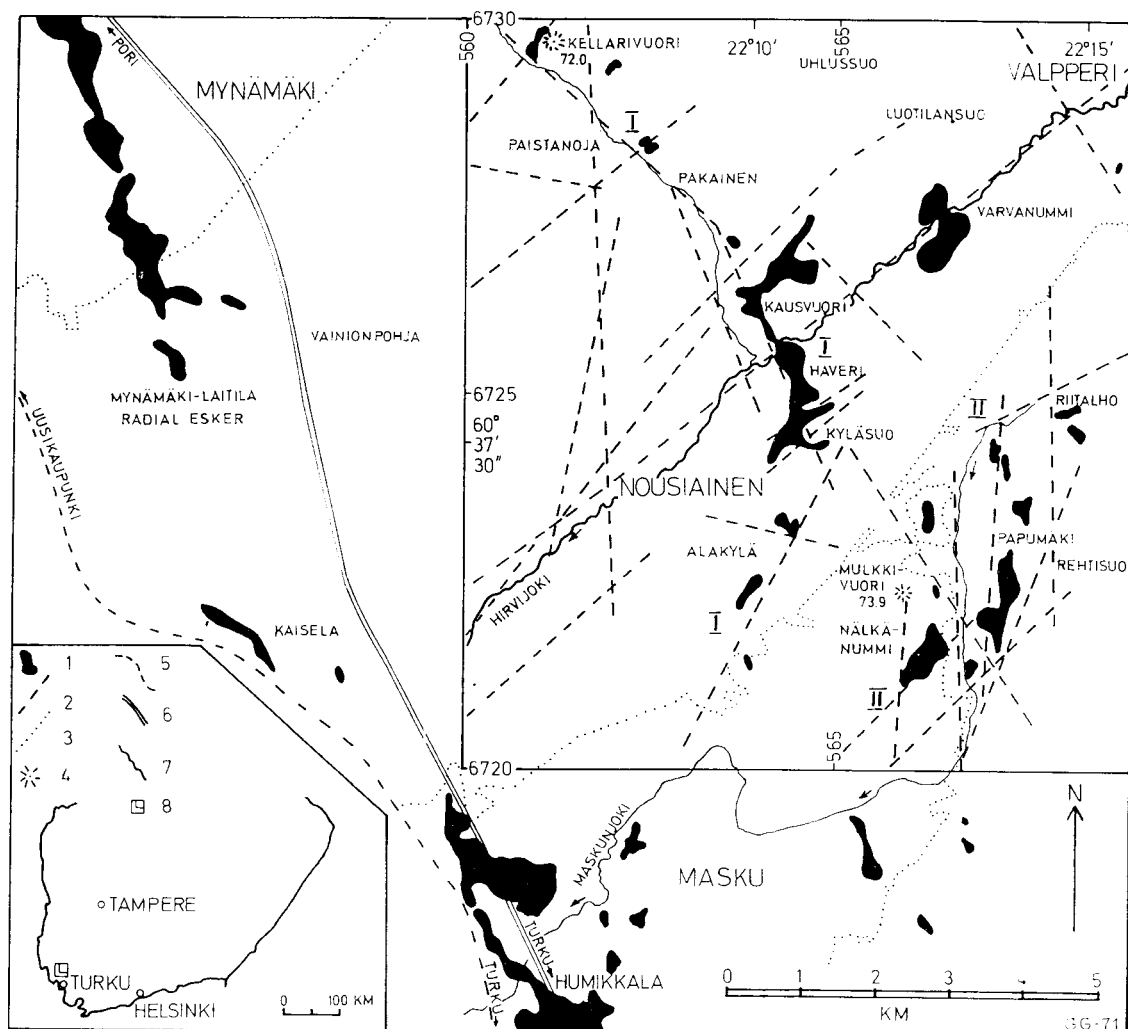 6730
PORI
560
KELLARIVUORI
72.0
22°10'
565
22°15'
MYNÄMÄKI
UHLUSSUO
VALPPERI
I
LUOTILANSUO
PAISTANOJA
PAKAINEN
VARVANUMMI
KAUSVUORI
VAINIONPOHJA
I
HAVERI
MYNÄMÄKI-LAITILA
RADIAL ESKER
6725
60°
37'
30"
II
RIITALHO
KYLÄSUO
UUSIKAUPUNKI
NOUSIAINEN
ALAKYLÄ
PAPUMÄKI
MULKKI-
VUORI
73.9
REHTISUO
HIRVIJOKI
I
NÄLKÄ-
NUMMI
KAISELA
II
1
5
2
6
3
7
4
8
565
6720
N
MASKUNJOKI
MASKU
TAMPERE
TURKU
TURKU
TURKU
HELSINKI
0 100 KM
HUMIKKALA
0 1 2 3 4 5
KM
GG-71